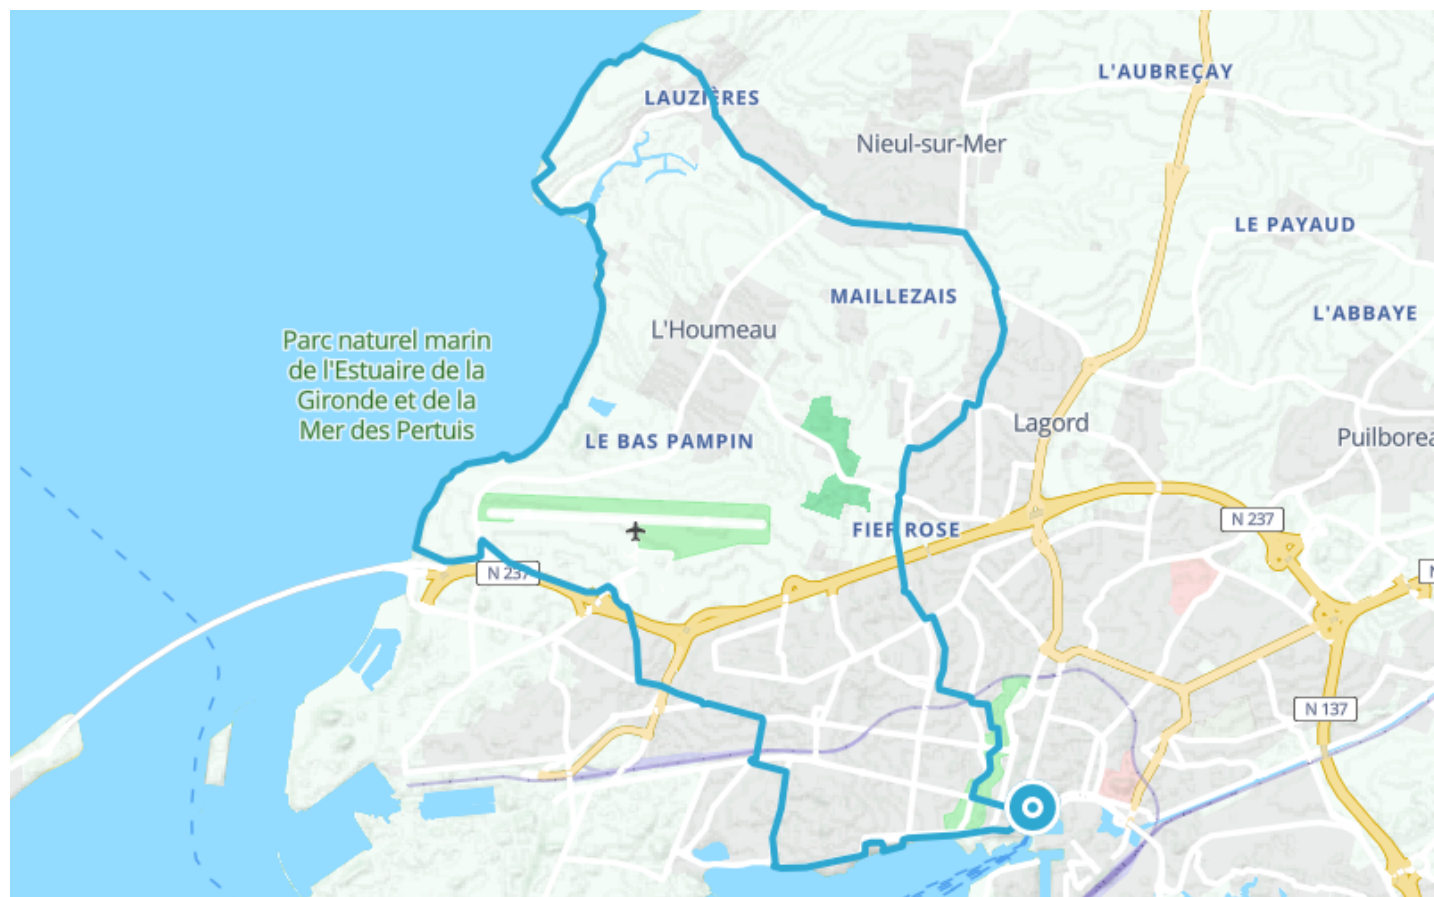 L'AUBREÇAY
LAUZIÈRES
Nieul-sur-Mer
LE PAYAUD
MAILLEZAIS
L'ABBAYE
L'Houmeau
Parc naturel marin
de l'Estuaire de la
Gironde et de la
Mer des Pertuis
Lagord
Puilborea
LE BAS PAMPIN
N 237
FIEF ROSE
N 237
N
N 137